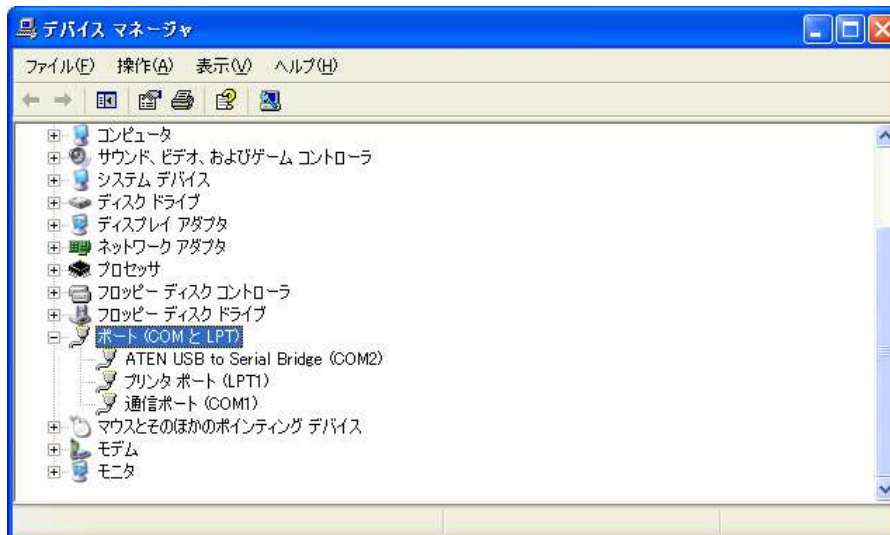 デバイス マネージャ
ファイル(F) 操作(A) 表示(V) ヘルプ(H)
コンピュータ
サウンド、ビデオ、およびゲーム コントローラ
システム デバイス
ディスク ドライブ
ディスプレイ アダプタ
ネットワーク アダプタ
プロセッサ
フロッピー ディスク コントローラ
フロッピー ディスク ドライブ
ポート (COM と LPT)
ATEN USB to Serial Bridge (COM2)
プリンタ ポート (LPT1)
通信ポート (COM1)
マウスとそのほかのポインティング デバイス
モデム
モニタ